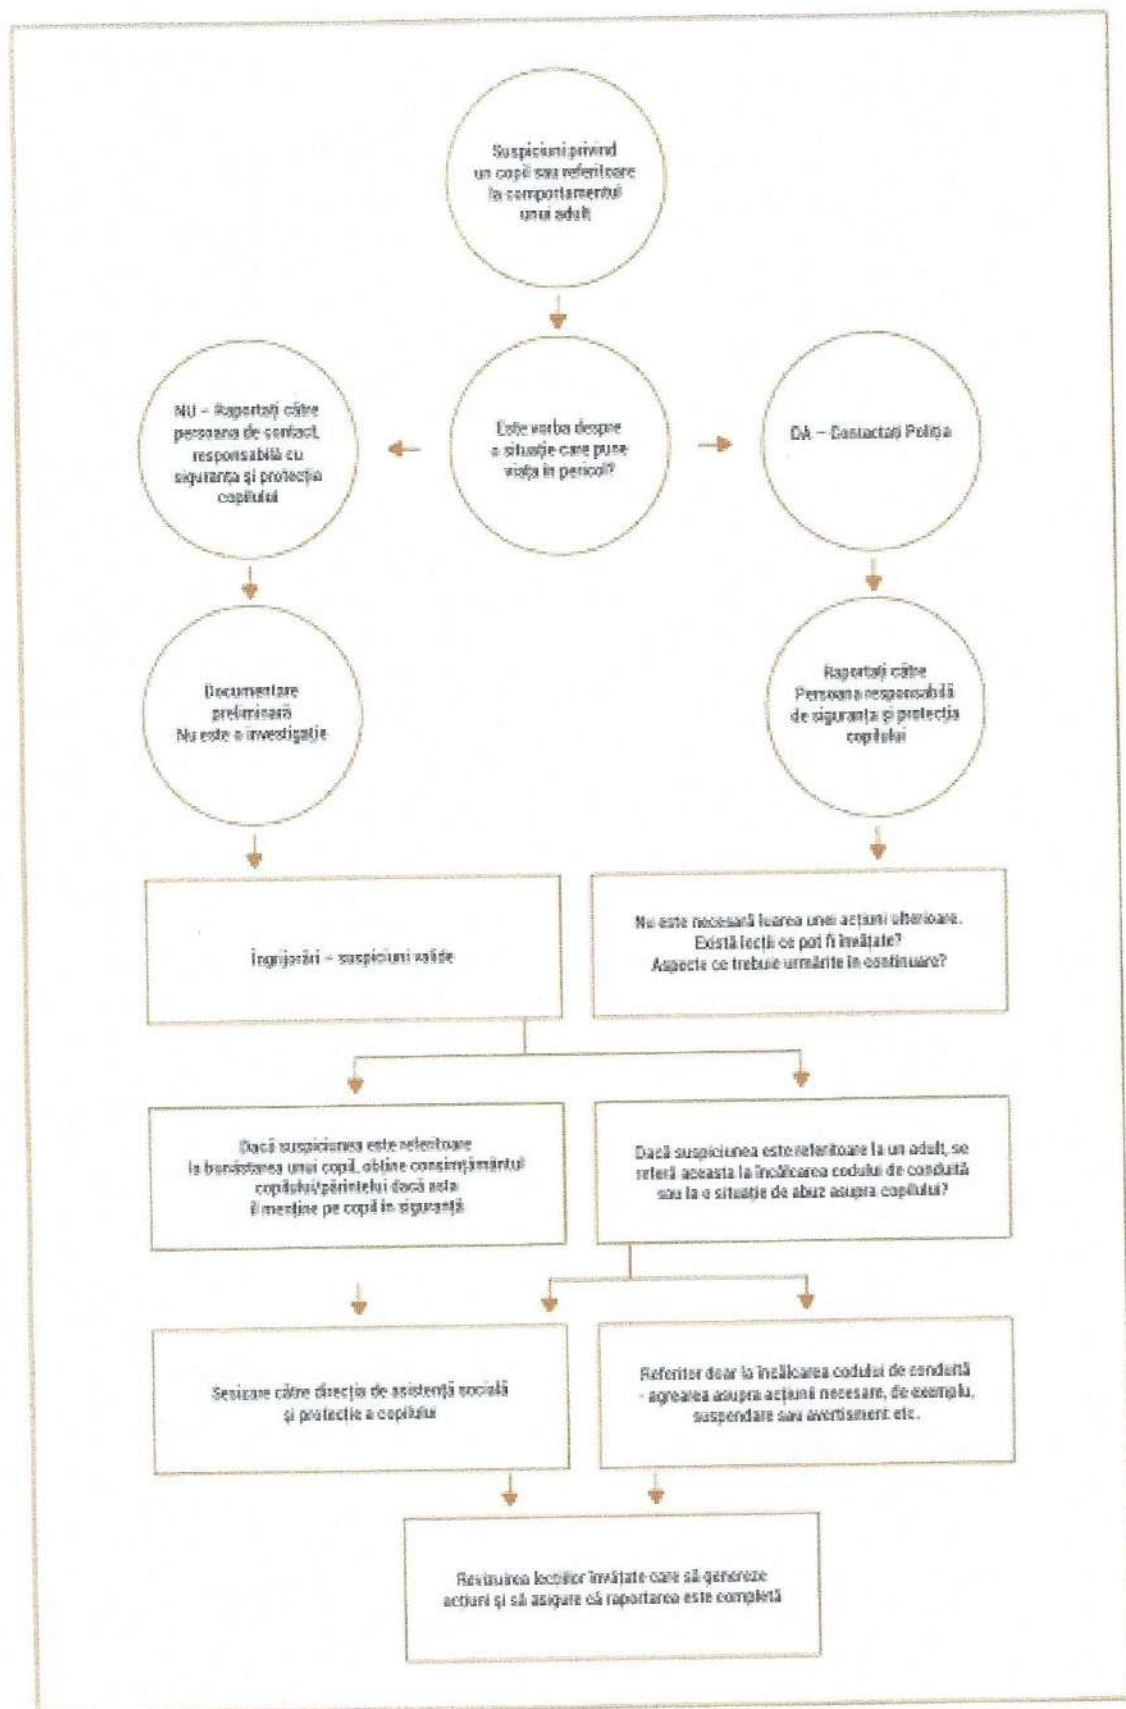 Suspiciuni privind
un copil sau referitoare
la comportamentul
unui adult
NU – Raportați către
persoana de contact,
responsabilă cu
siguranța și protecția
copilului
Este vorba despre
o situație care pune
viața în pericol?
DA – Contactați Poliția
Documentare
preliminară
Nu este o investigație
Raportați către
Persoana responsabilă
de siguranța și protecția
copilului
Îngrijorări – suspiciuni valide
Nu este necesară luarea unei acțiuni ulterioare.
Există lecții ce pot fi învățate?
Aspecte ce trebuie urmărite în continuare?
Dacă suspiciunea este referitoare
la bunăstarea unui copil, obține consimțământul
copilului/părintelui dacă asta
îl menține pe copil în siguranță
Dacă suspiciunea este referitoare la un adult, se
referă aceasta la încălcarea codului de conduită
sau la o situație de abuz asupra copilului?
Sesizare către direcția de asistență socială
și protecție a copilului
Referitor doar la încălcarea codului de conduită
- agrearea asupra acțiunii necesare, de exemplu,
suspendare sau avertisment etc.
Revizuirea lecțiilor învățate care să genereze
acțiuni și să asigure că raportarea este completă